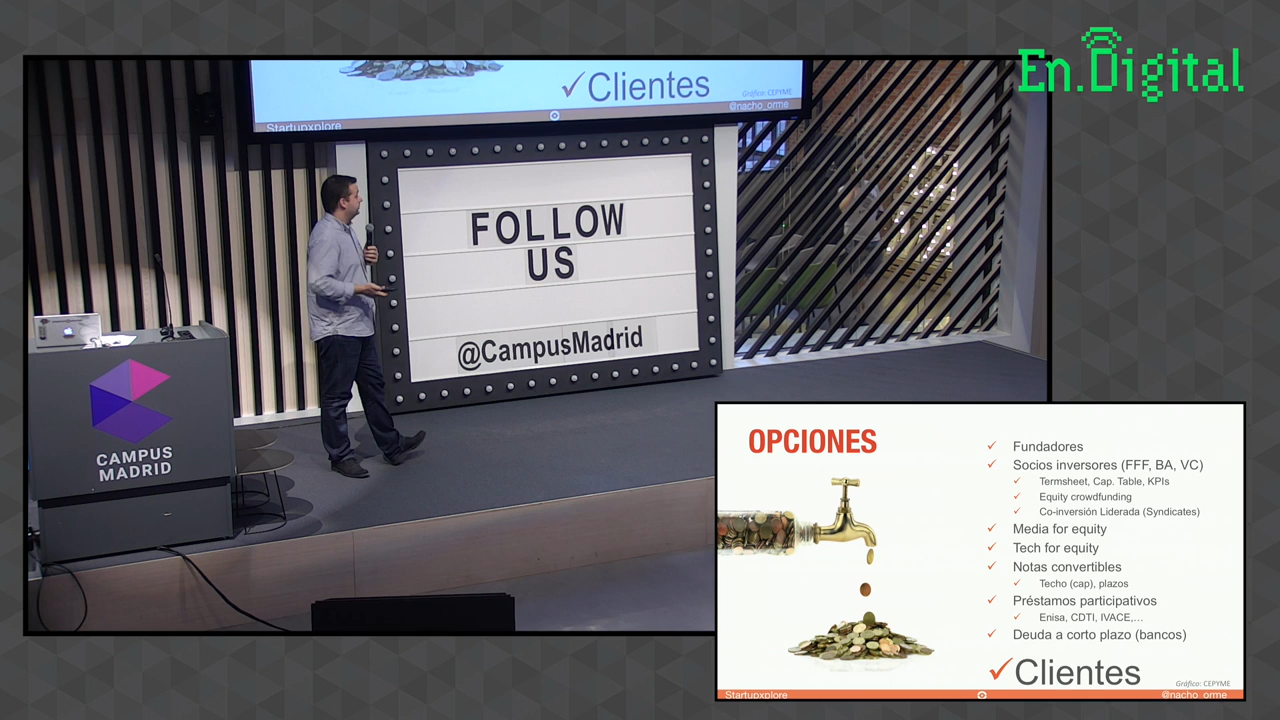 En.Digital
Clientes
Gráfico: CEPYME
@nacho_orme
Startupxplore
FOLLOW
US
@CampusMadrid
CAMPUS
MADRID
OPCIONES
✓ Fundadores
✓ Socios inversores (FFF, BA, VC)
✓ Termsheet, Cap. Table, KPIs
✓ Equity crowdfunding
✓ Co-inversión Liderada (Syndicates)
✓ Media for equity
✓ Tech for equity
✓ Notas convertibles
✓ Techo (cap), plazos
✓ Préstamos participativos
✓ Enisa, CDTI, IVACE,...
✓ Deuda a corto plazo (bancos)
✓ Clientes
Gráfico: CEPYME
Startupxplore
@nacho_orme